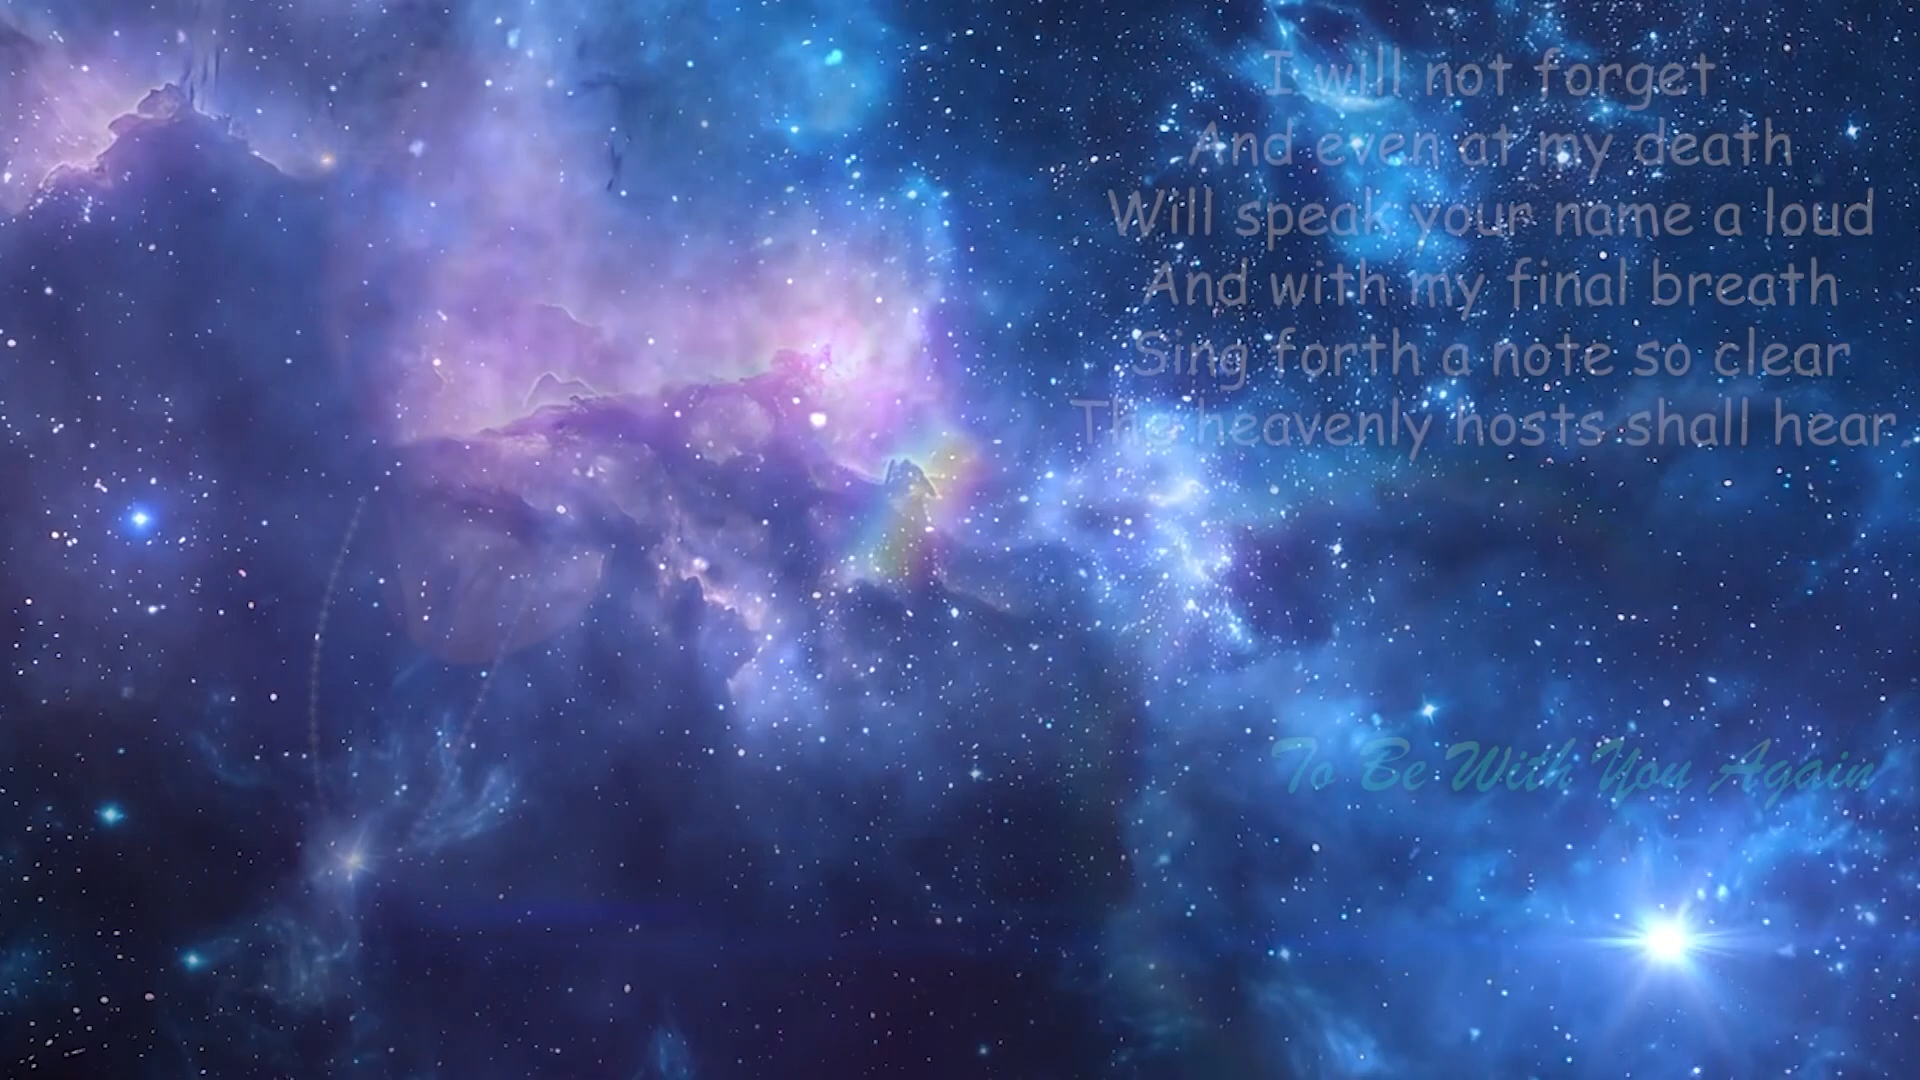 I will not forget
And even at my death
Will speak your name a loud
And with my final breath
Sing forth a note so clear
The heavenly hosts shall hear
To Be With You Again